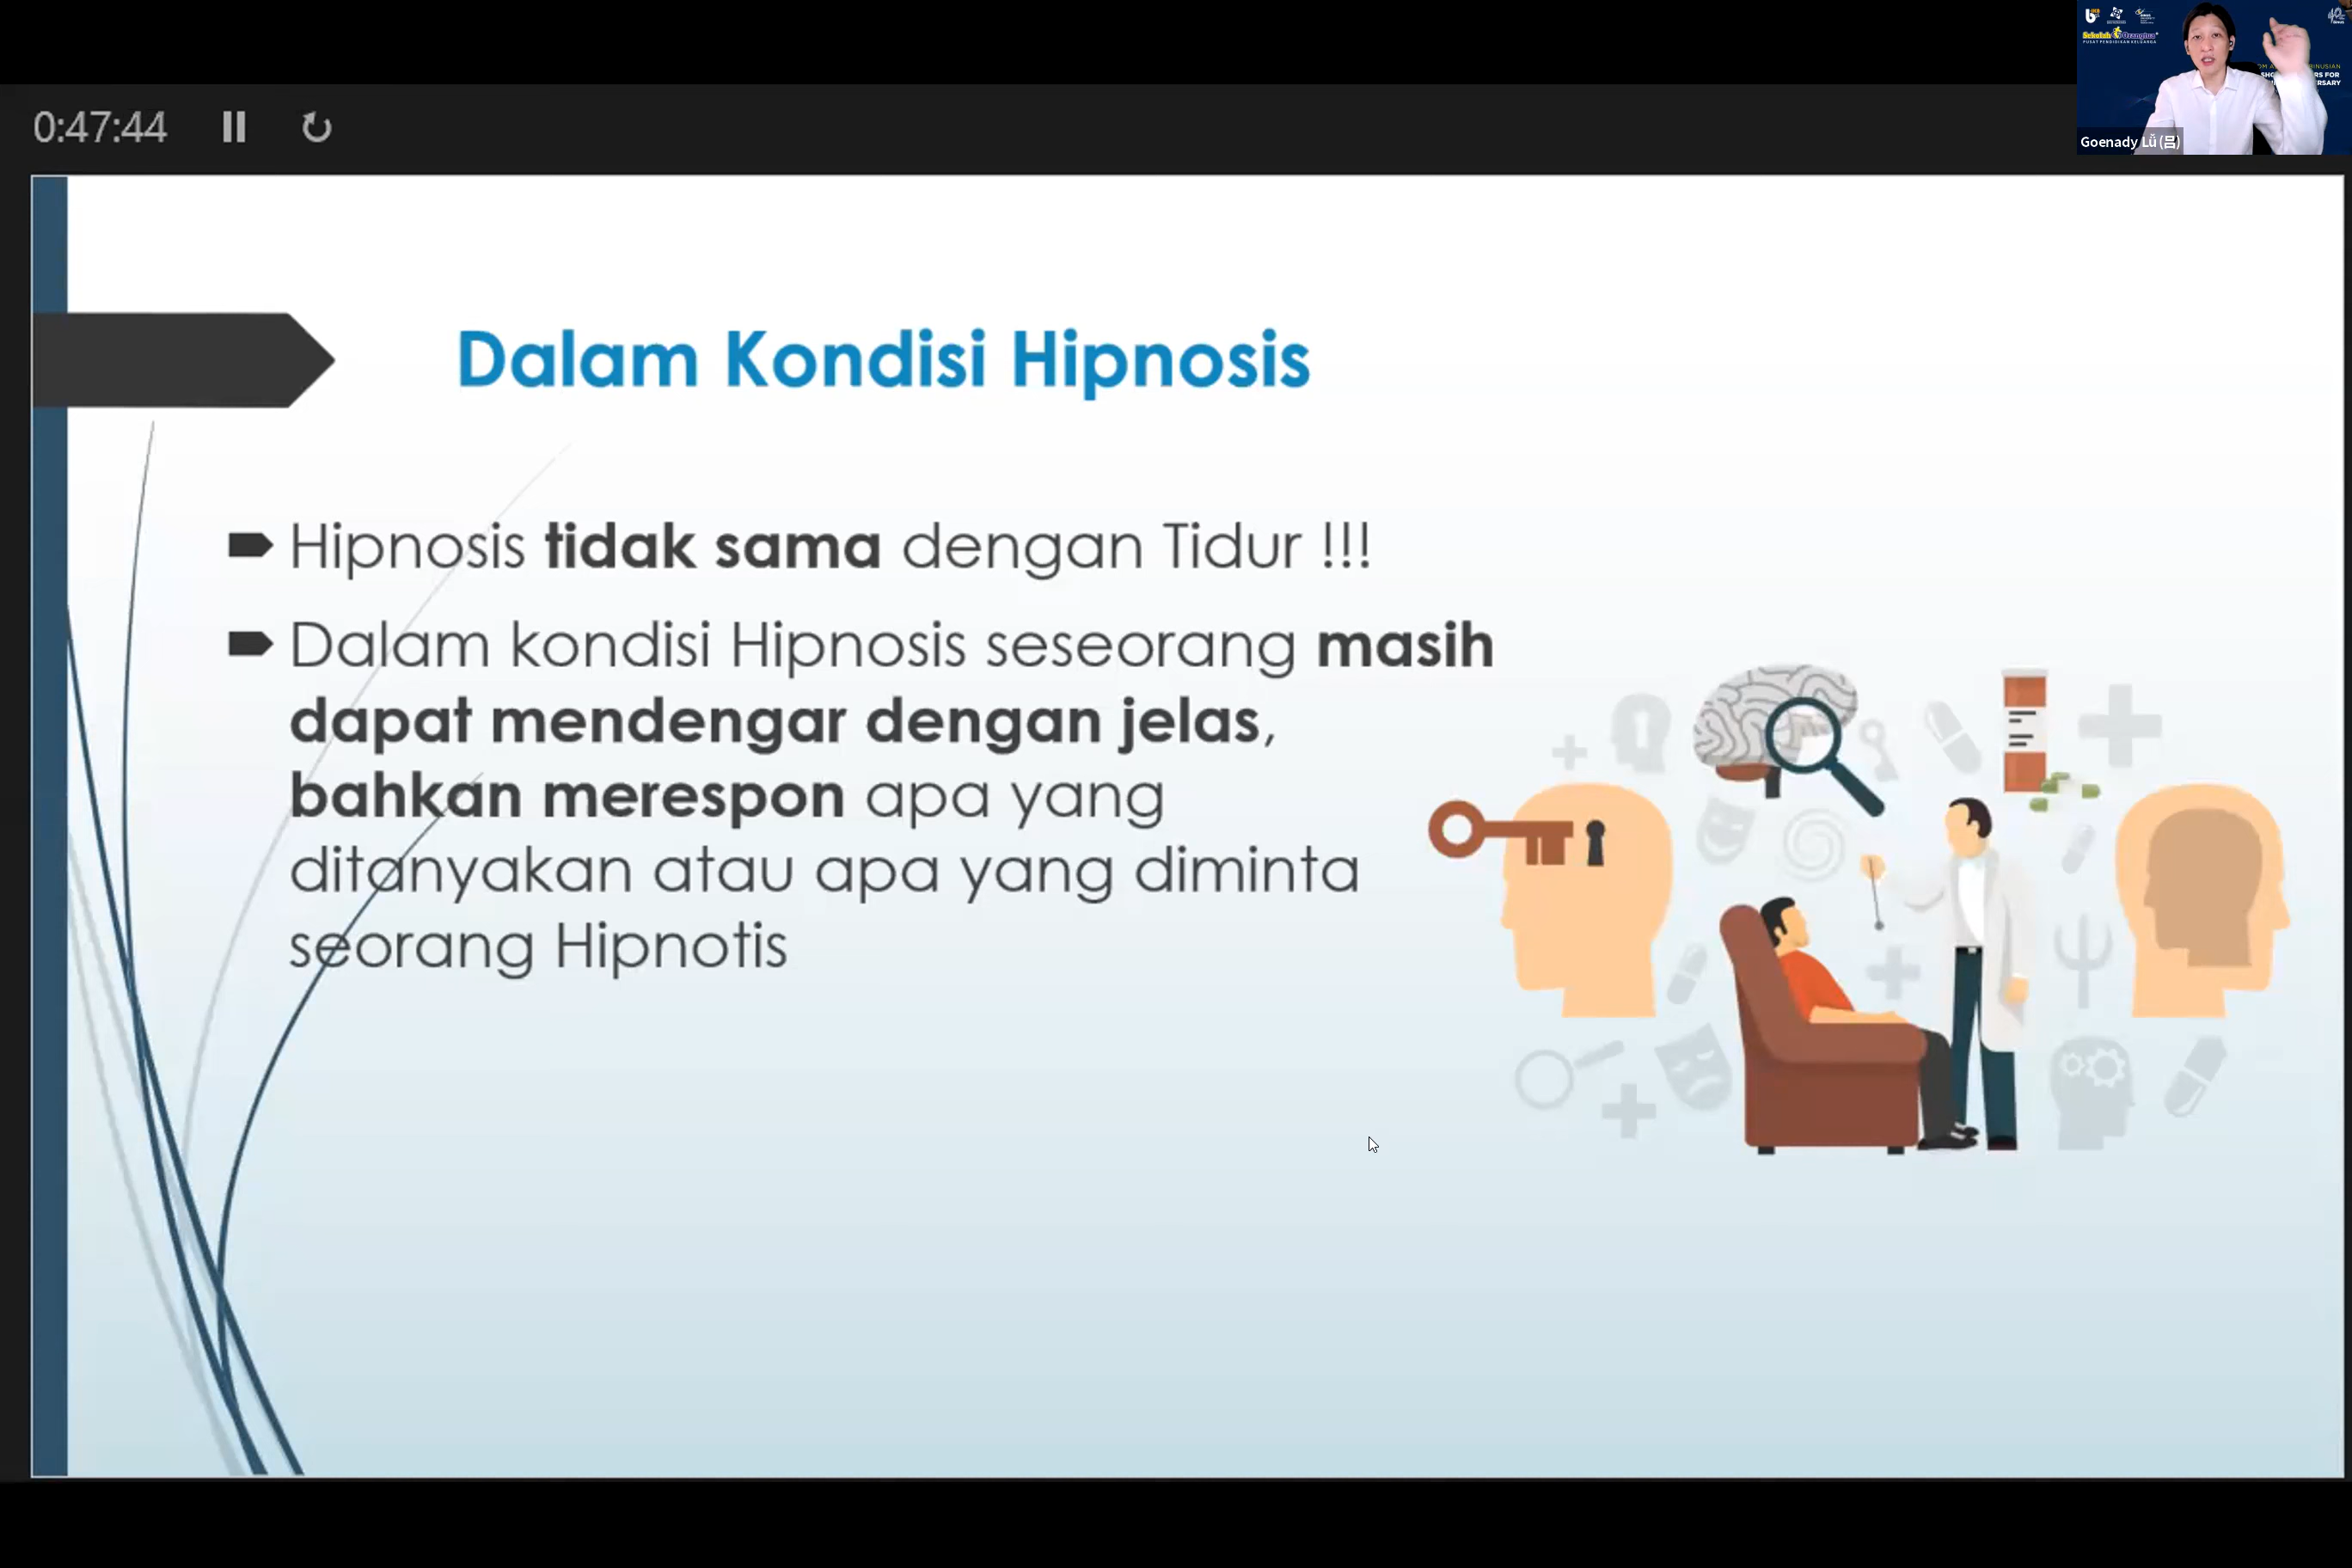 0:47:44
Goenady Lǚ (吕)
Dalam Kondisi Hipnosis
Hipnosis tidak sama dengan Tidur !!!
Dalam kondisi Hipnosis seseorang masih
dapat mendengar dengan jelas,
bahkan merespon apa yang
ditanyakan atau apa yang diminta
seorang Hipnotis